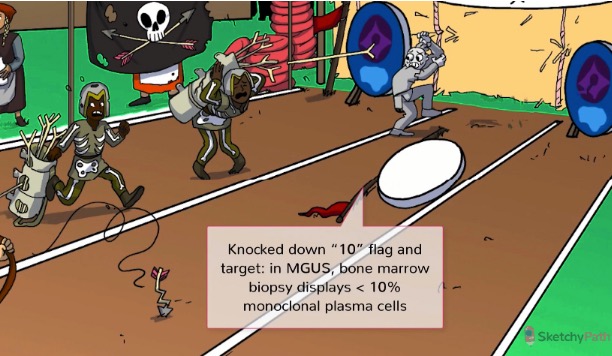 Knocked down “10” flag and
target: in MGUS, bone marrow
biopsy displays < 10%
monoclonal plasma cells
SketchyPath